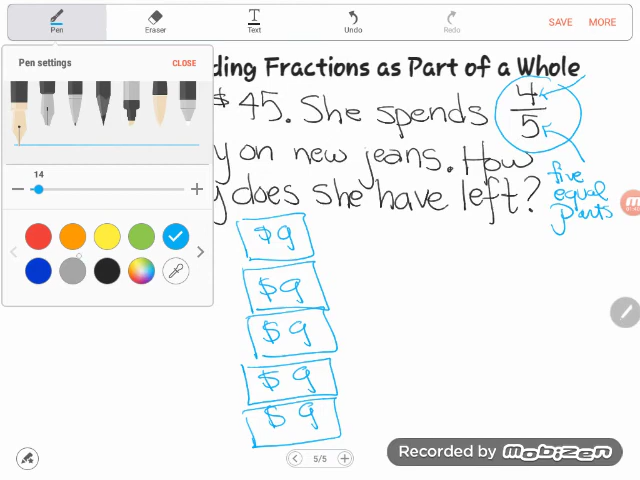 Pen
Eraser
Text
Undo
Redo
SAVE
MORE
Pen settings
CLOSE
ding Fractions as Part of a Whole
$45. She spends 4/5
y on new jeans. How
does she have left?
five
equal
parts
14
$9
$9
$9
$9
$9
5/5
Recorded by Mobizen